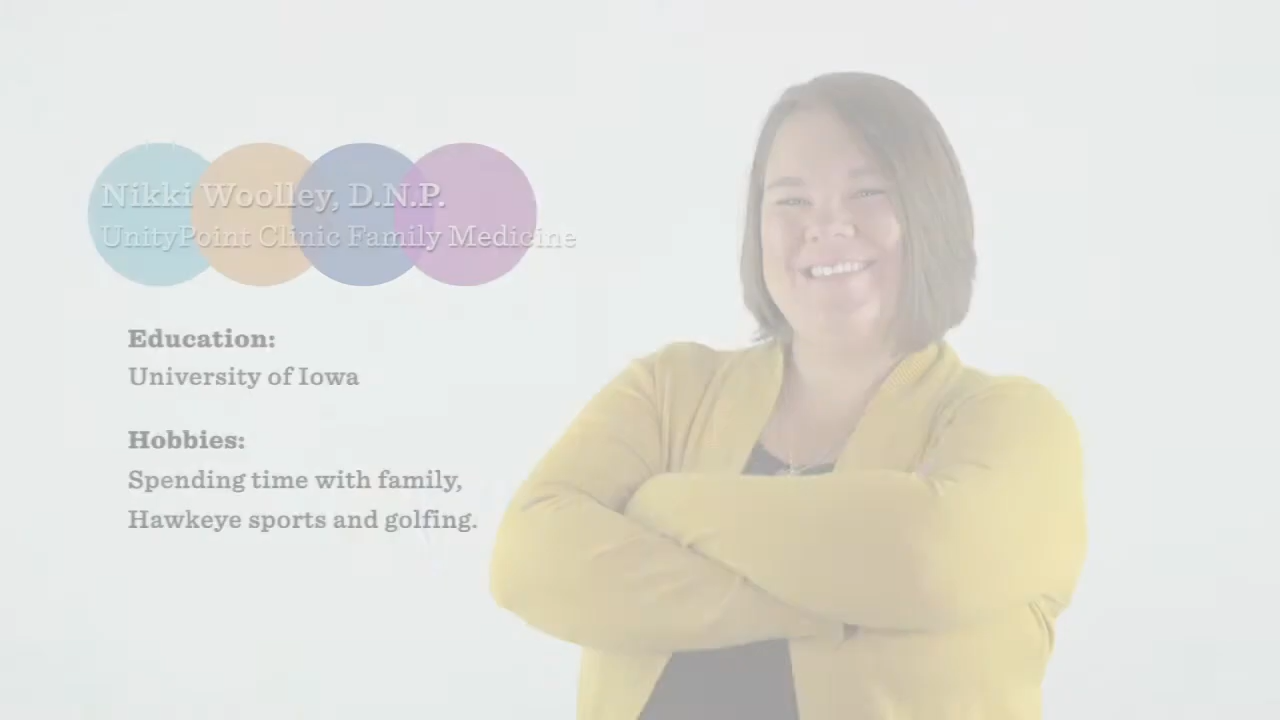 Nikki Woolley, D.N.P.
UnityPoint Clinic Family Medicine
Education:
University of Iowa
Hobbies:
Spending time with family,
Hawkeye sports and golfing.